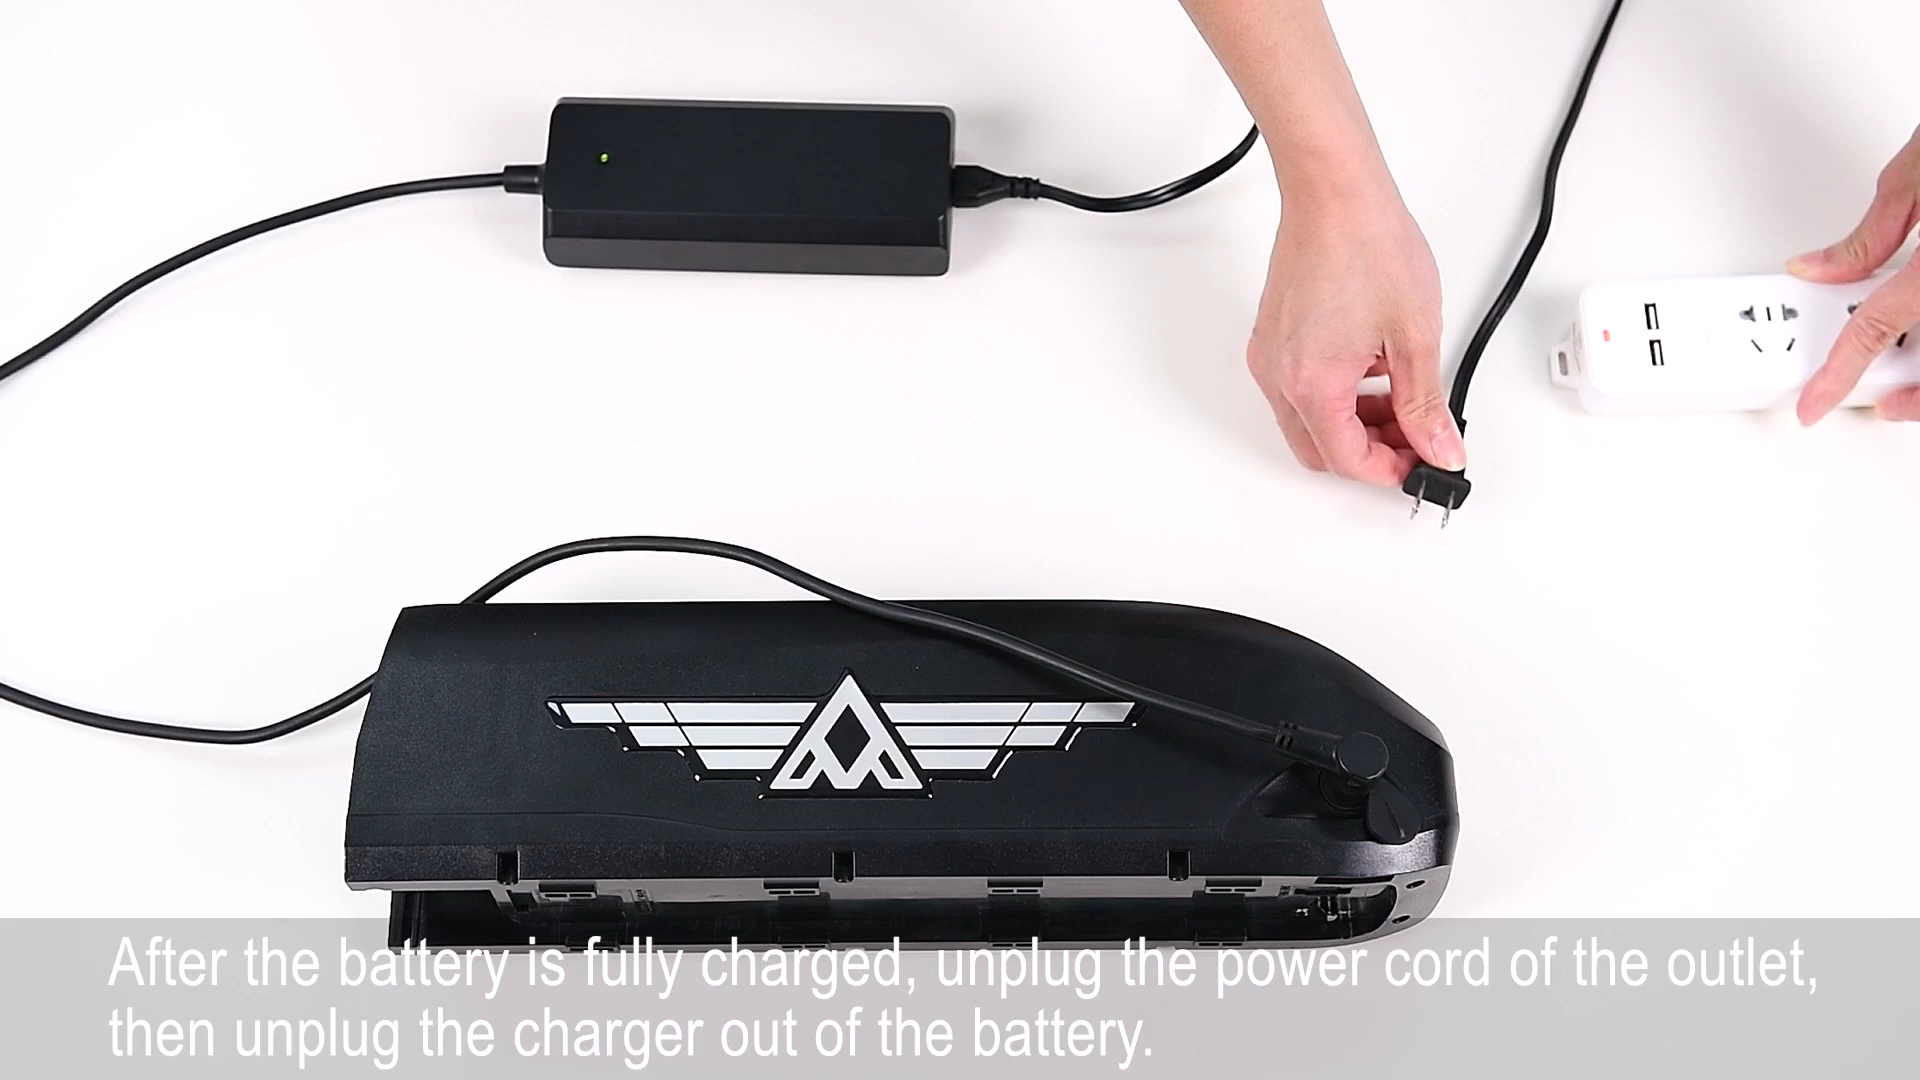 After the battery is fully charged, unplug the power cord of the outlet,
then unplug the charger out of the battery.